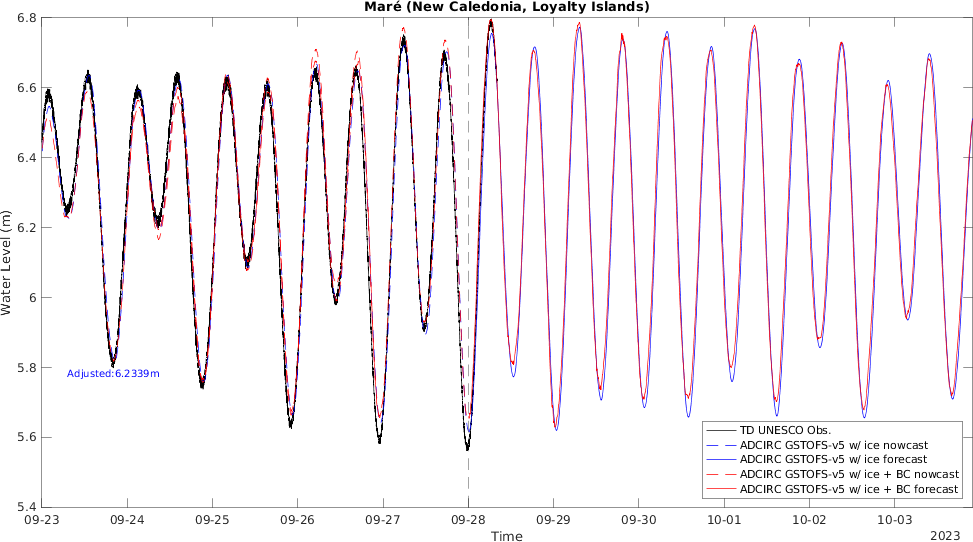 Maré (New Caledonia, Loyalty Islands)
6.8
6.6
6.4
6.2
6
5.8
5.6
5.4
Water Level (m)
Adjusted:6.2339m
TD UNESCO Obs.
ADCIRC GSTOFS-v5 w/ ice nowcast
ADCIRC GSTOFS-v5 w/ ice forecast
ADCIRC GSTOFS-v5 w/ ice + BC nowcast
ADCIRC GSTOFS-v5 w/ ice + BC forecast
09-23 09-24 09-25 09-26 09-27 09-28 09-29 09-30 10-01 10-02 10-03
Time
2023